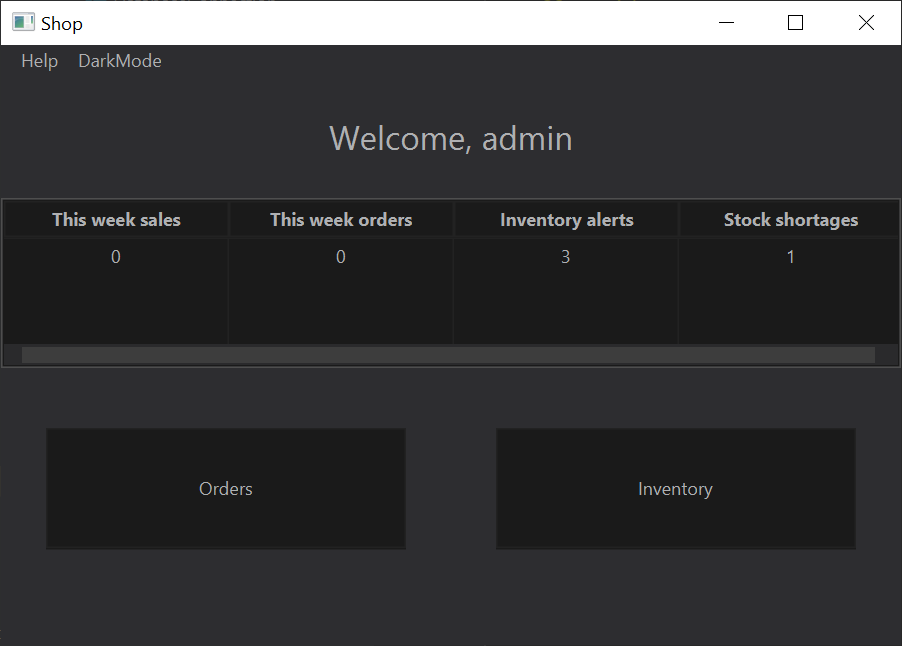 Shop
Help DarkMode
Welcome, admin
This week sales This week orders Inventory alerts Stock shortages
0 0 3 1
Orders Inventory